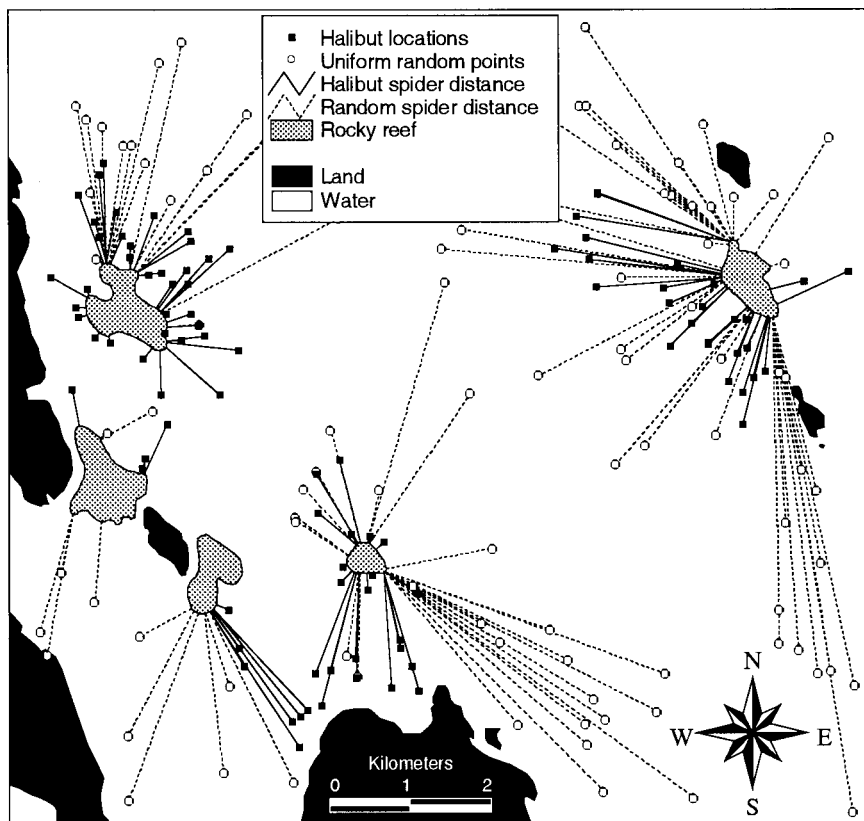 Halibut locations
Uniform random points
Halibut spider distance
Random spider distance
Rocky reef
Land
Water
N
W E
S
Kilometers
0 1 2